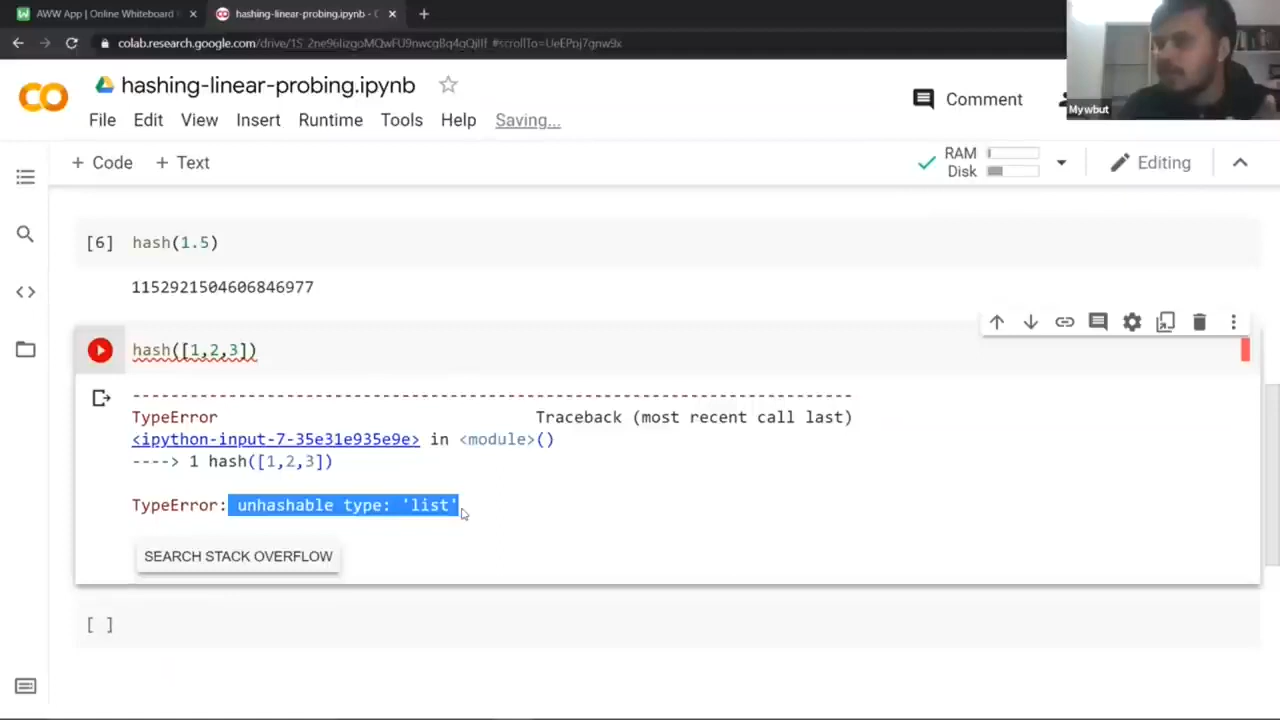 AWW App | Online Whiteboard
hashing-linear-probing.ipynb - C
colab.research.google.com/drive/
Mywbut
CO
hashing-linear-probing.ipynb
Comment
File Edit View Insert Runtime Tools Help Saving...
+ Code + Text
RAM
Disk
Editing
[6] hash(1.5)
1152921504606846977
hash([1,2,3])
---------------------------------------------------------------------------
TypeError Traceback (most recent call last)
<ipython-input-7-35e31e935e9e> in <module>()
----> 1 hash([1,2,3])
TypeError: unhashable type: 'list'
SEARCH STACK OVERFLOW
[ ]